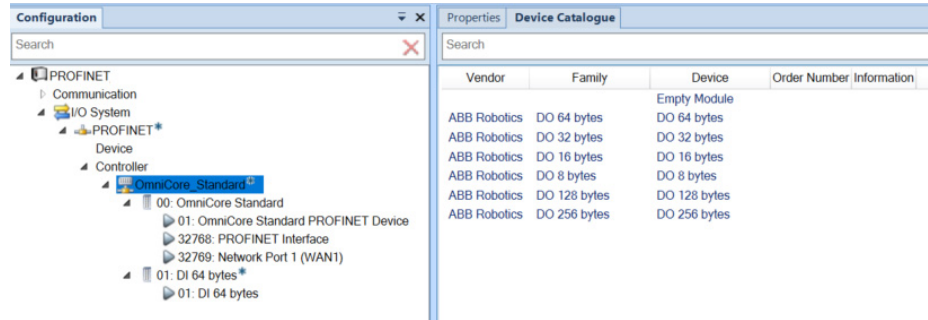 Configuration
Search
PROFINET
Communication
I/O System
PROFINET*
Device
Controller
OmniCore_Standard
00: OmniCore Standard
01: OmniCore Standard PROFINET Device
32768: PROFINET Interface
32769: Network Port 1 (WAN1)
01: DI 64 bytes*
01: DI 64 bytes
Properties Device Catalogue
Search
Vendor Family Device Order Number Information
Empty Module
ABB Robotics DO 64 bytes DO 64 bytes
ABB Robotics DO 32 bytes DO 32 bytes
ABB Robotics DO 16 bytes DO 16 bytes
ABB Robotics DO 8 bytes DO 8 bytes
ABB Robotics DO 128 bytes DO 128 bytes
ABB Robotics DO 256 bytes DO 256 bytes